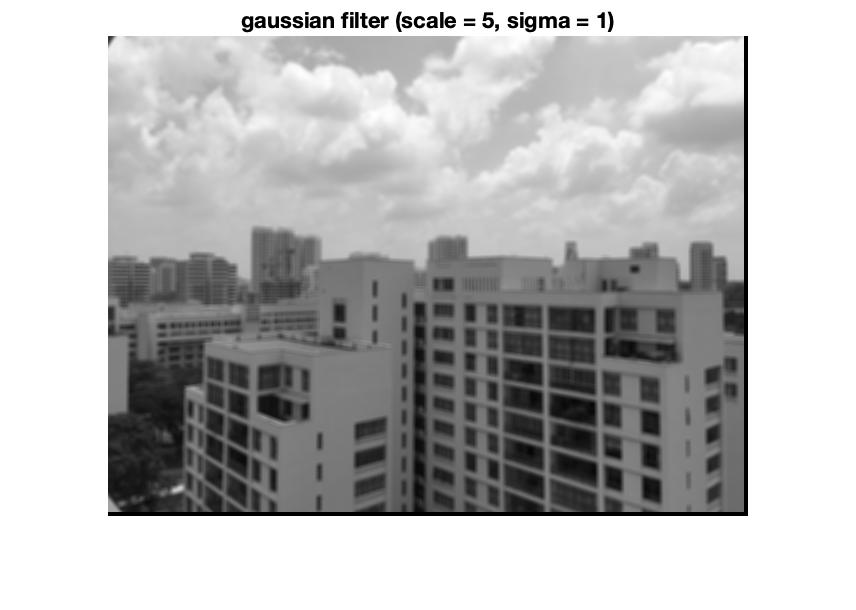 gaussian filter (scale = 5, sigma = 1)